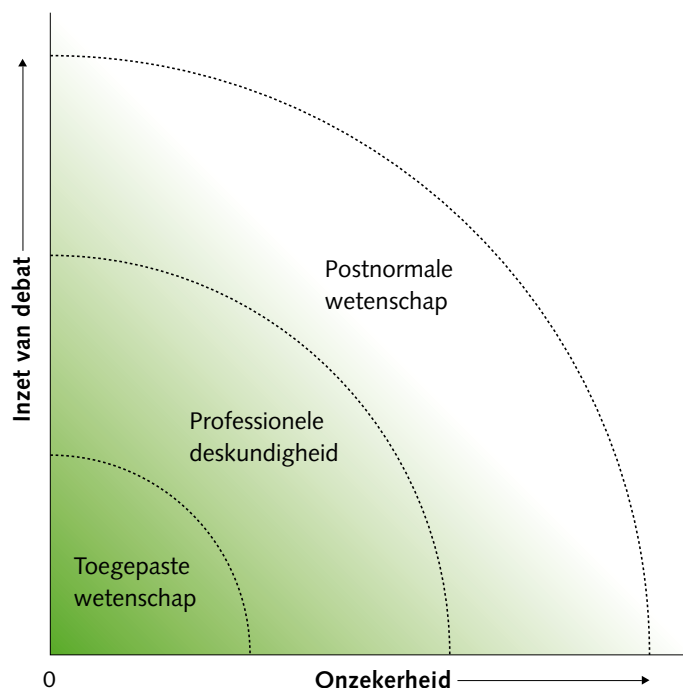 Inzet van debat
Postnormale
wetenschap
Professionele
deskundigheid
Toegepaste
wetenschap
0
Onzekerheid